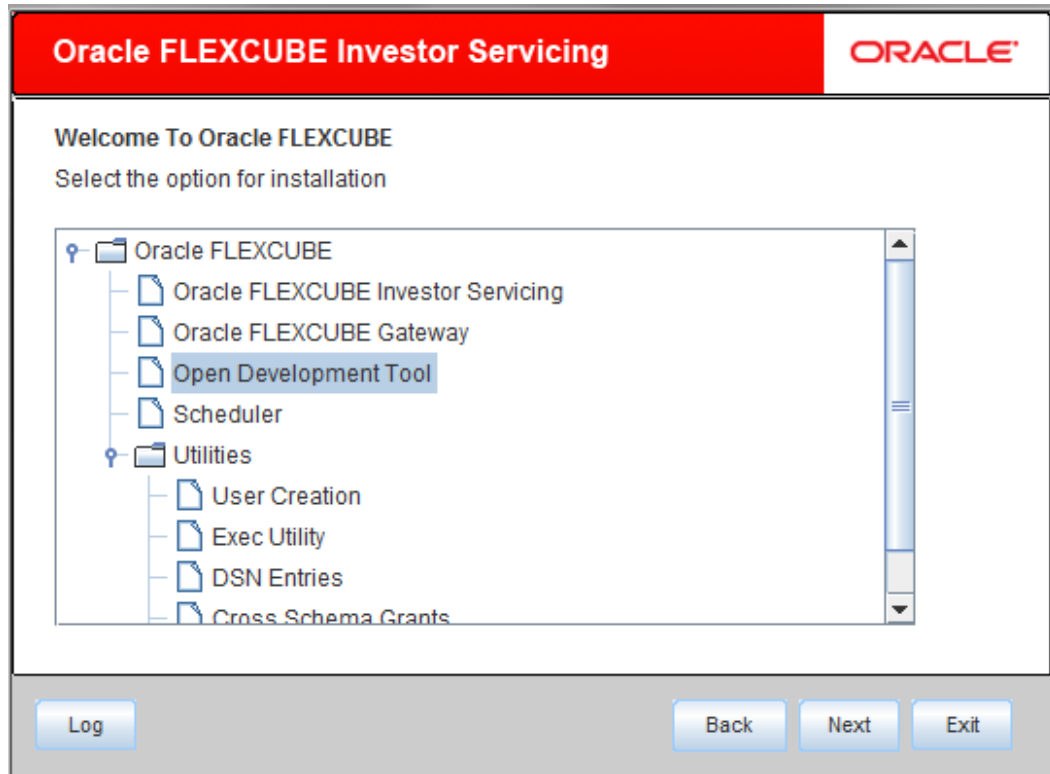 Oracle FLEXCUBE Investor Servicing
ORACLE
Welcome To Oracle FLEXCUBE
Select the option for installation
Oracle FLEXCUBE
Oracle FLEXCUBE Investor Servicing
Oracle FLEXCUBE Gateway
Open Development Tool
Scheduler
Utilities
User Creation
Exec Utility
DSN Entries
Cross Schema Grants
Log
Back
Next
Exit